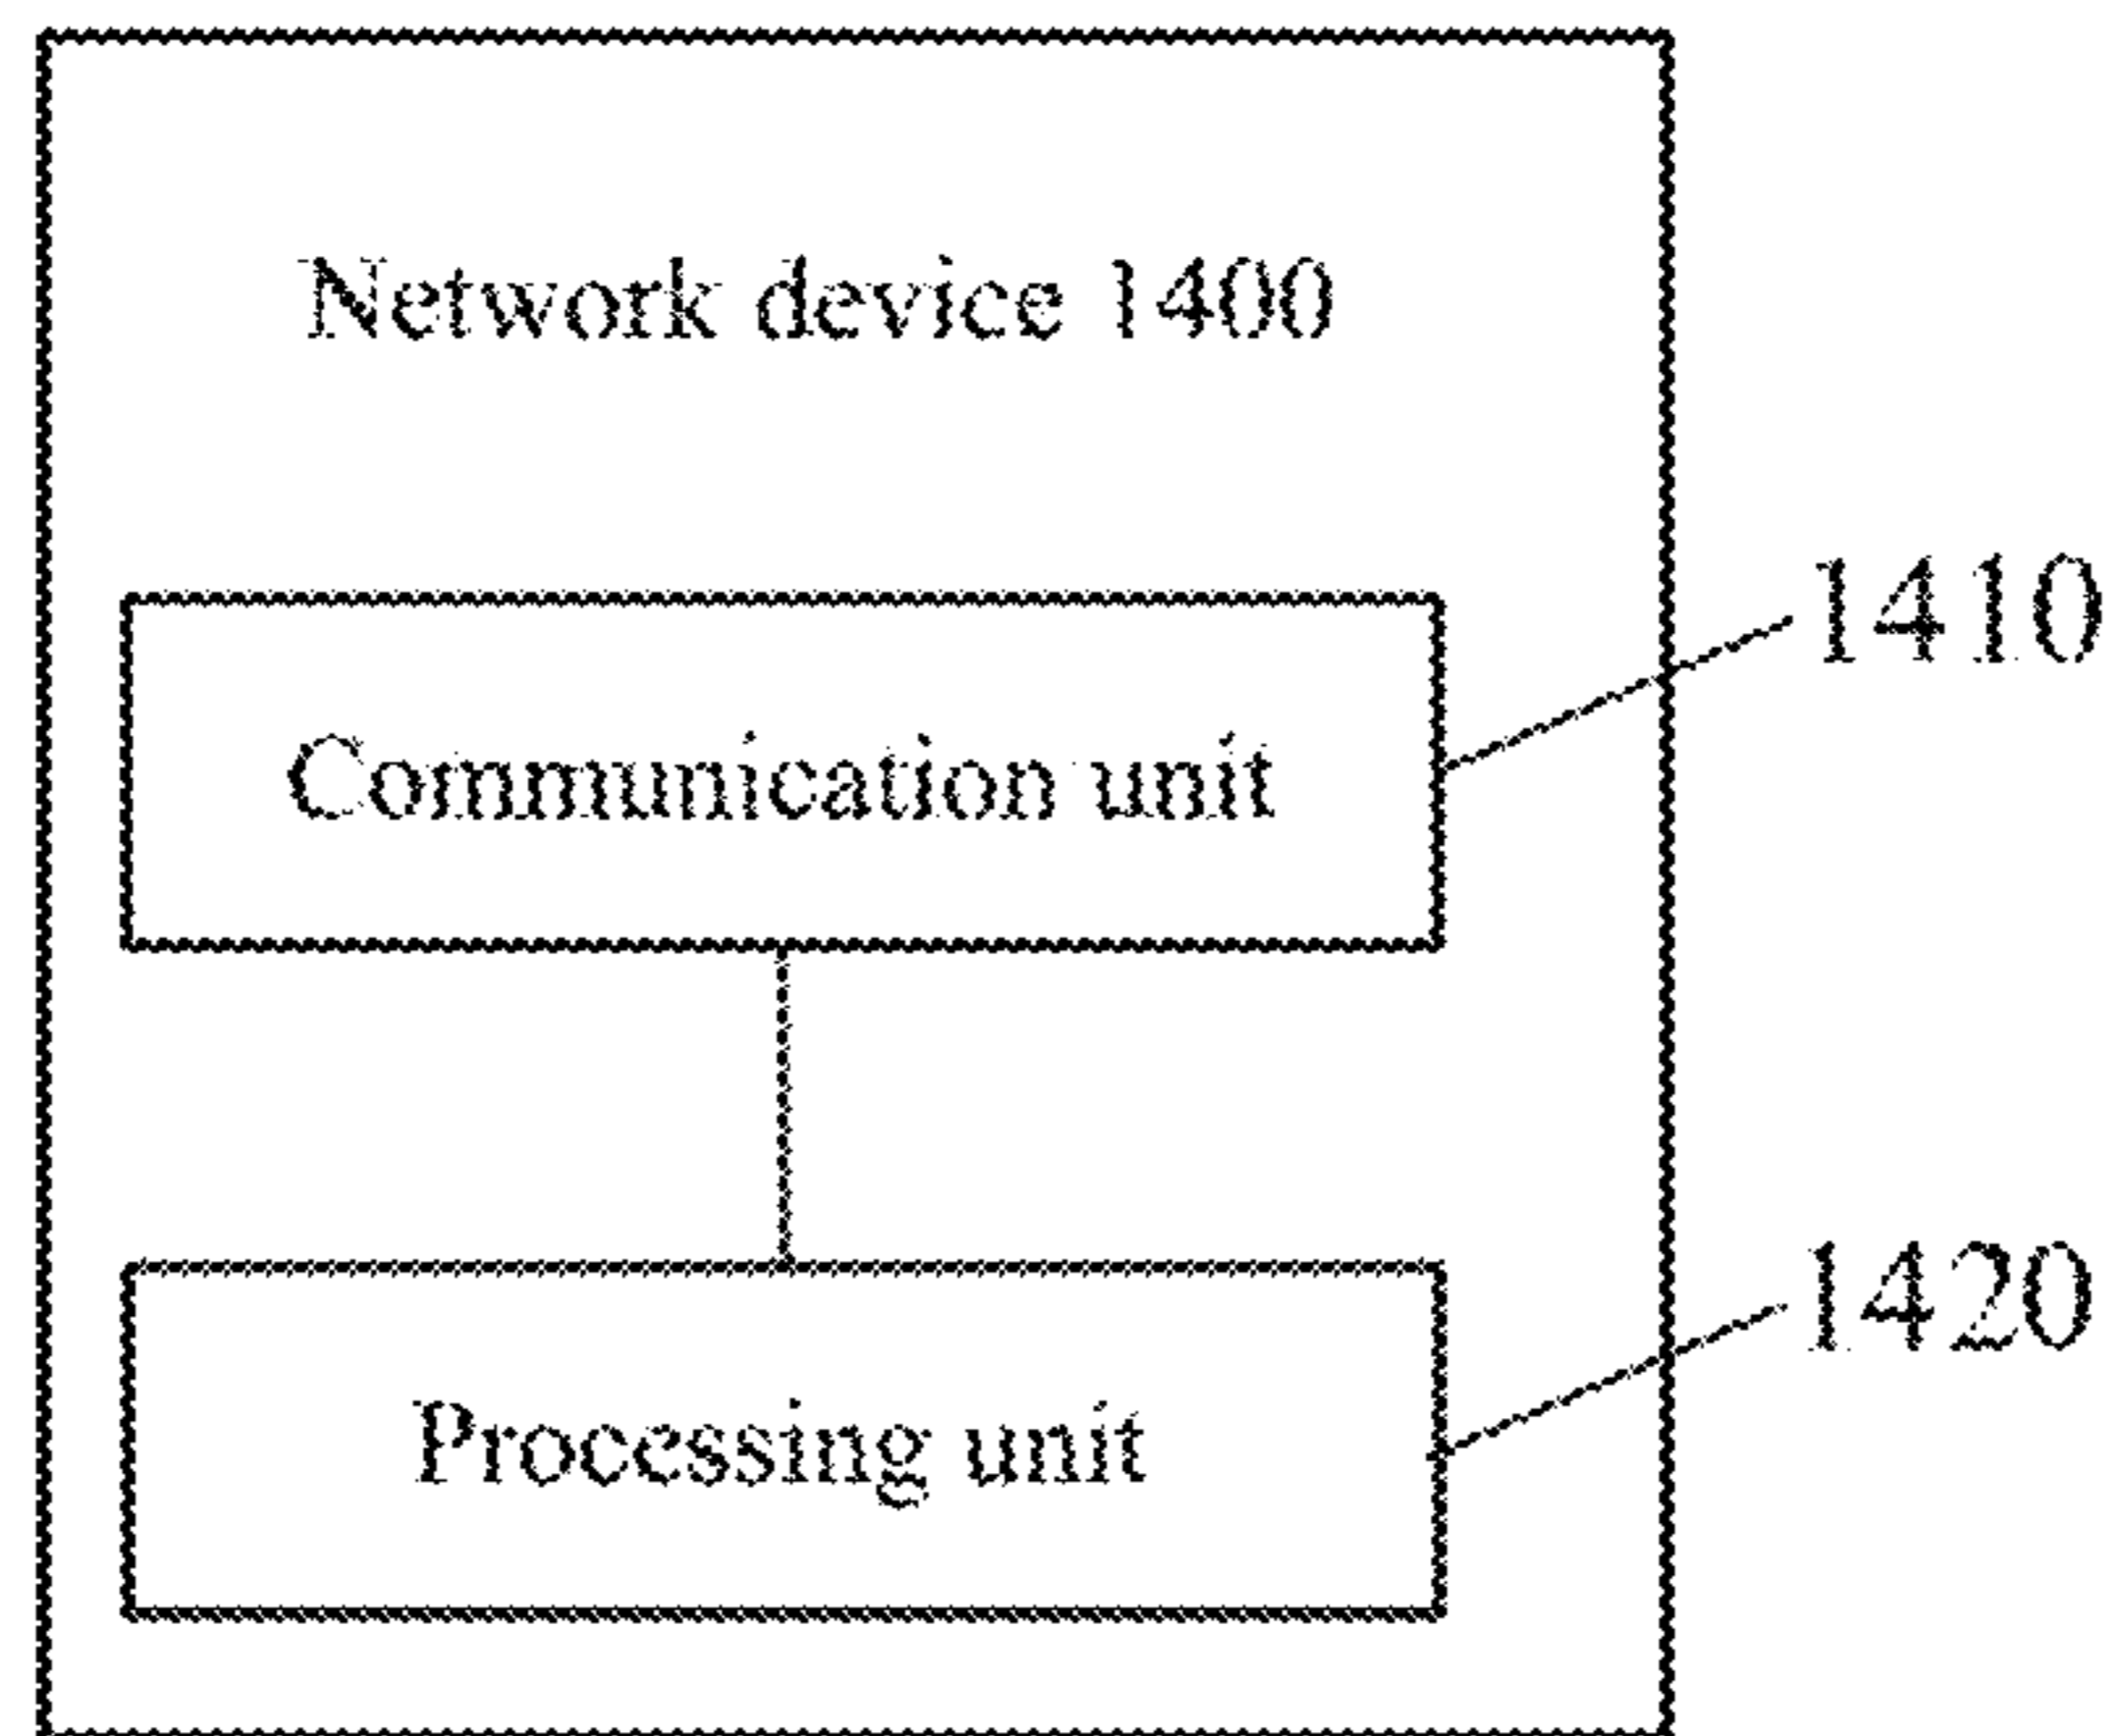 Network device 1400
1410
Communication unit
1420
Processing unit